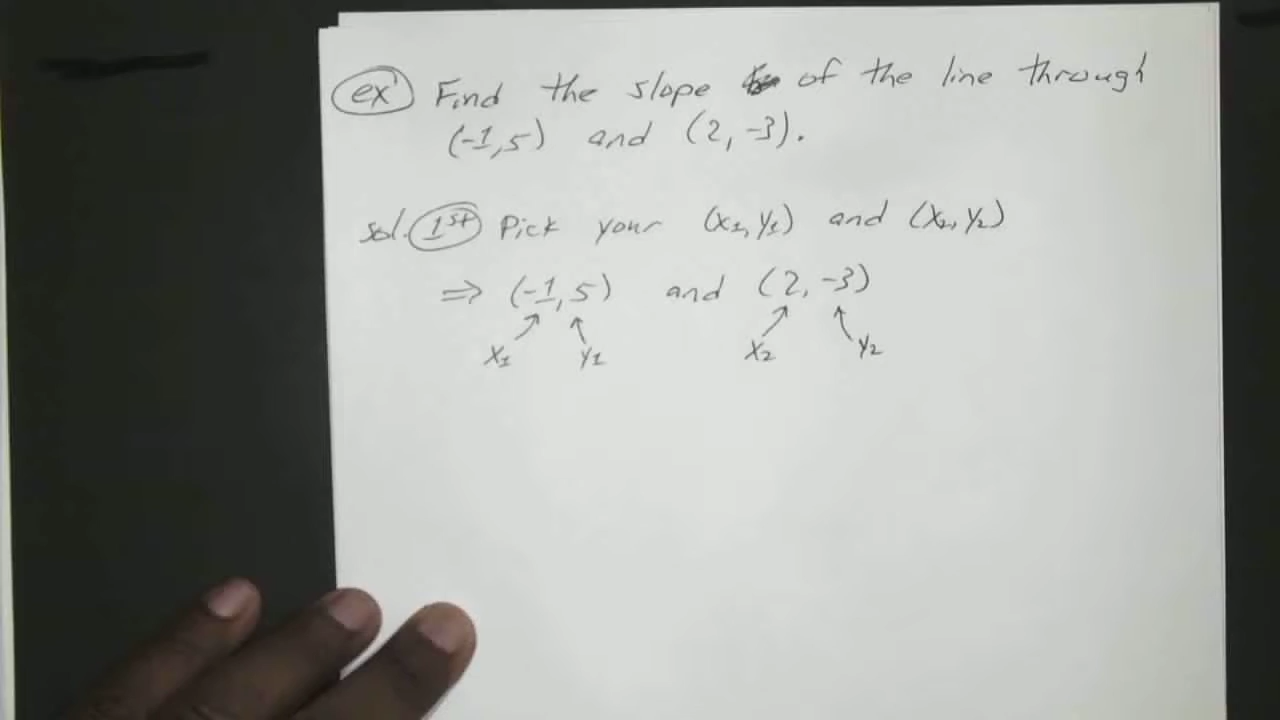 ex Find the slope of the line through
(-1,5) and (2,-3).
sol. 1st Pick your (x₁,y₁) and (x₂,y₂)
⇒ (-1,5) and (2,-3)
x₁ y₁ x₂ y₂